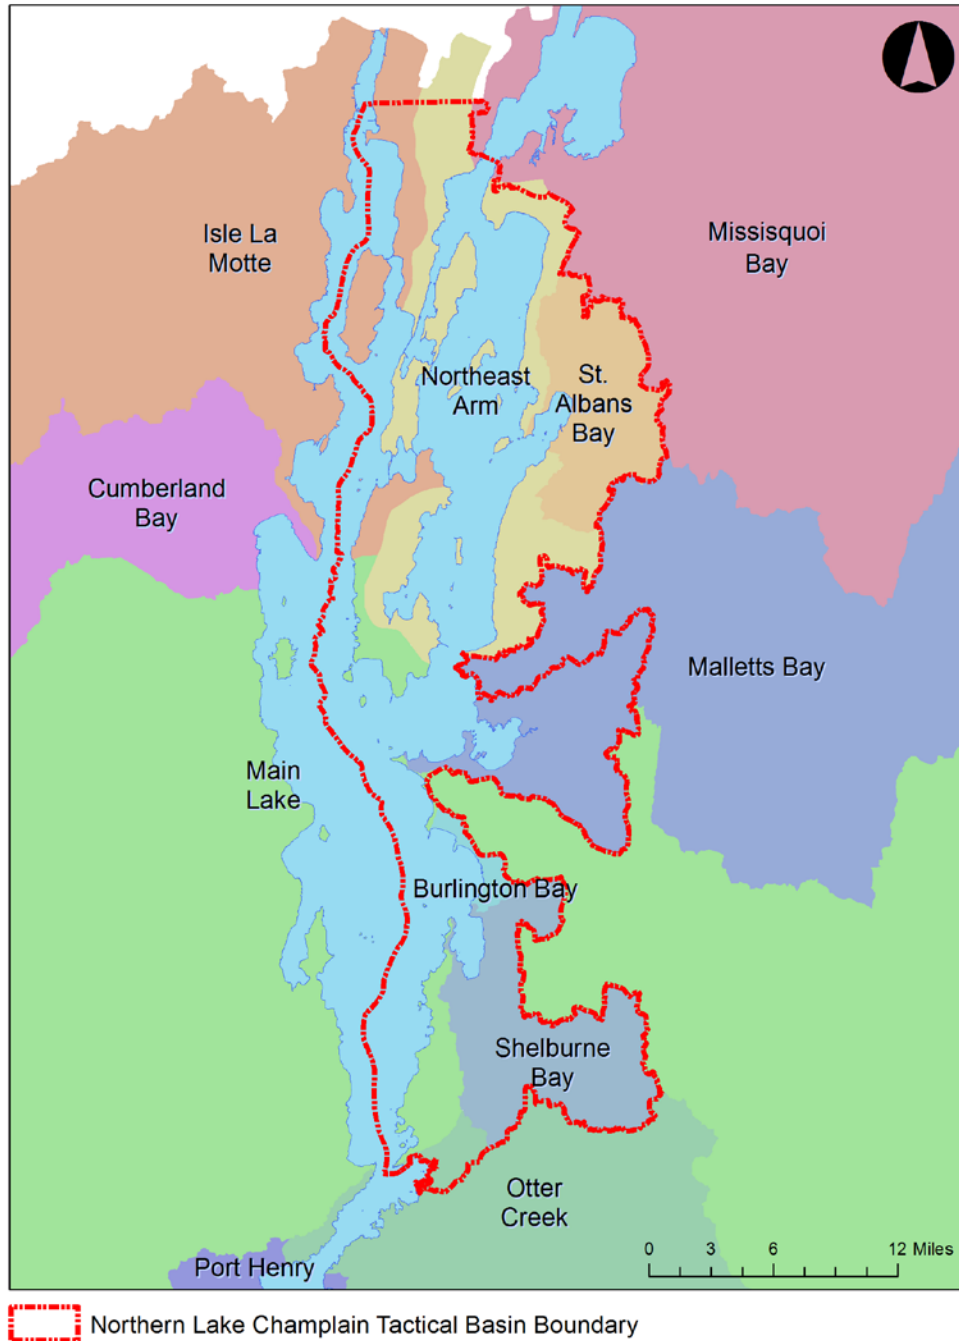 Isle La
Motte
Missisquoi
Bay
Northeast
Arm
St.
Albans
Bay
Cumberland
Bay
Malletts Bay
Main
Lake
Burlington Bay
Shelburne
Bay
Otter
Creek
Port Henry
0 3 6 12 Miles
Northern Lake Champlain Tactical Basin Boundary